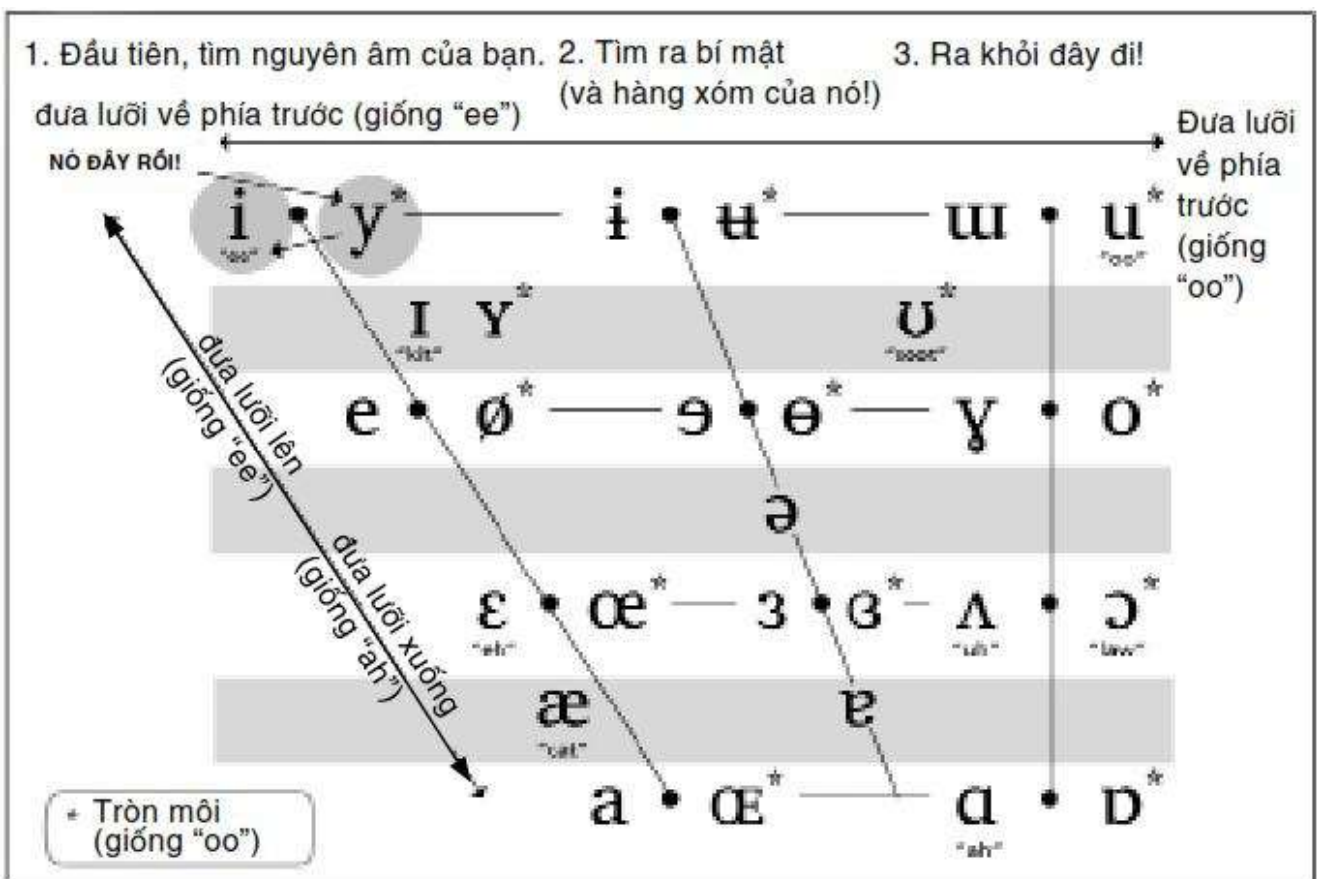 1. Đầu tiên, tìm nguyên âm của bạn.
2. Tìm ra bí mật
(và hàng xóm của nó!)
3. Ra khỏi đây đi!
đưa lưỡi về phía trước (giống “ee”)
Đưa lưỡi
về phía
trước
(giống
“oo”)
NÓ ĐÂY RỒI!
i y* ɨ ʉ* ɯ u*
"ee" "oo"
ɪ ʏ* ʊ*
"kit" "soot"
e ø* ɘ ɵ* ɤ o*
ə
ɛ œ* ɜ ɞ* ʌ ɔ*
"eh" "uh" "law"
æ ɐ
"cat"
a ɶ* ɑ ɒ*
"ah"
đưa lưỡi lên
(giống “ee”)
đưa lưỡi xuống
(giống “ah”)
* Tròn môi
(giống “oo”)